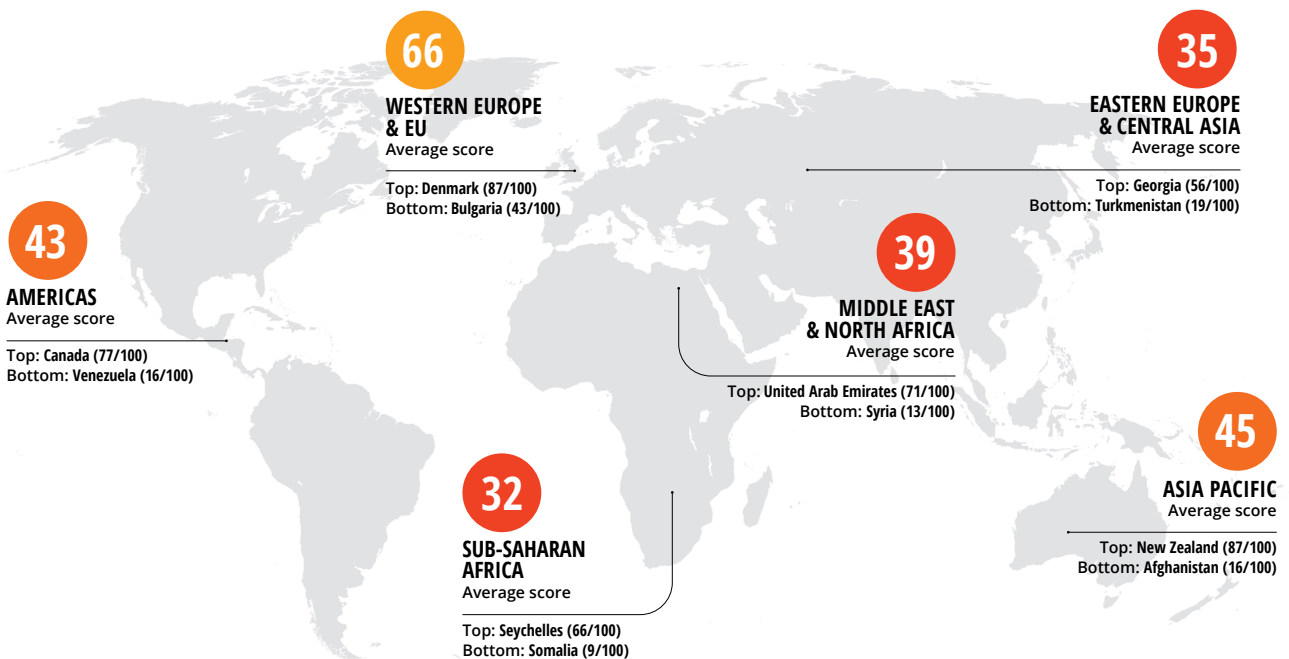 66
WESTERN EUROPE
& EU
Average score
Top: Denmark (87/100)
Bottom: Bulgaria (43/100)
35
EASTERN EUROPE
& CENTRAL ASIA
Average score
Top: Georgia (56/100)
Bottom: Turkmenistan (19/100)
43
AMERICAS
Average score
Top: Canada (77/100)
Bottom: Venezuela (16/100)
39
MIDDLE EAST
& NORTH AFRICA
Average score
Top: United Arab Emirates (71/100)
Bottom: Syria (13/100)
32
SUB-SAHARAN
AFRICA
Average score
Top: Seychelles (66/100)
Bottom: Somalia (9/100)
45
ASIA PACIFIC
Average score
Top: New Zealand (87/100)
Bottom: Afghanistan (16/100)